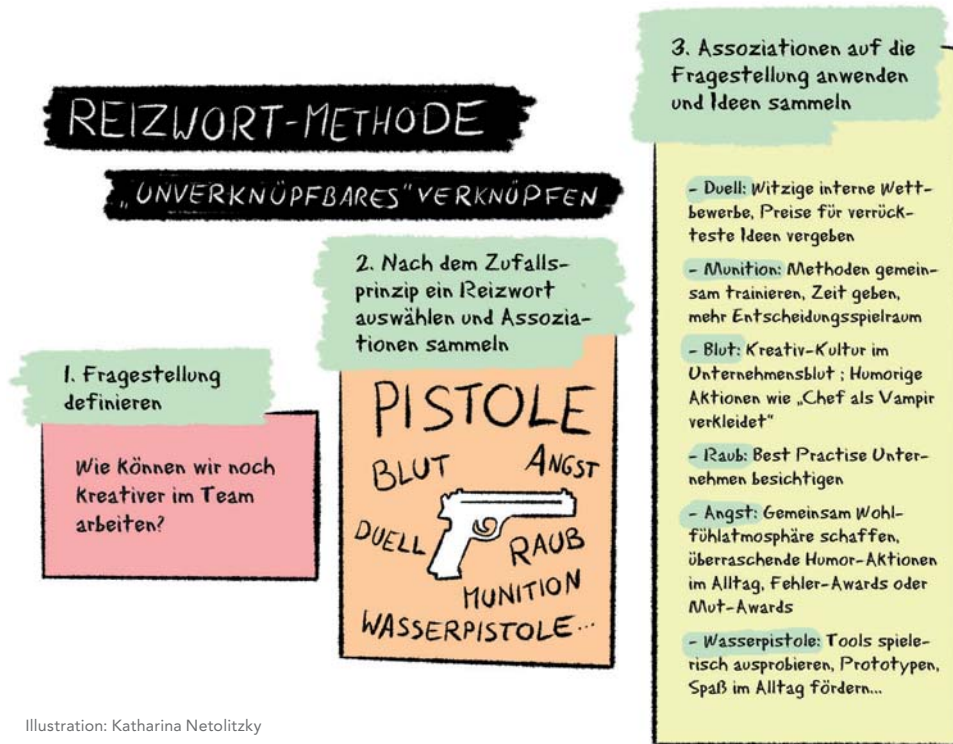 REIZWORT-METHODE
„UNVERKNÜPFBARES" VERKNÜPFEN
1. Fragestellung
definieren
Wie können wir noch
kreativer im Team
arbeiten?
2. Nach dem Zufalls-
prinzip ein Reizwort
auswählen und Assozia-
tionen sammeln
PISTOLE
BLUT
ANGST
DUELL
RAUB
MUNITION
WASSERPISTOLE...
3. Assoziationen auf die
Fragestellung anwenden
und Ideen sammeln
- Duell: Witzige interne Wett-
bewerbe, Preise für verrück-
teste Ideen vergeben
- Munition: Methoden gemein-
sam trainieren, Zeit geben,
mehr Entscheidungsspielraum
- Blut: Kreativ-Kultur im
Unternehmensblut ; Humorige
Aktionen wie „Chef als Vampir
verkleidet"
- Raub: Best Practise Unter-
nehmen besichtigen
- Angst: Gemeinsam Wohl-
fühlatmosphäre schaffen,
überraschende Humor-Aktionen
im Alltag, Fehler-Awards oder
Mut-Awards
- Wasserpistole: Tools spiele-
risch ausprobieren, Prototypen,
Spaß im Alltag fördern...
Illustration: Katharina Netolitzky